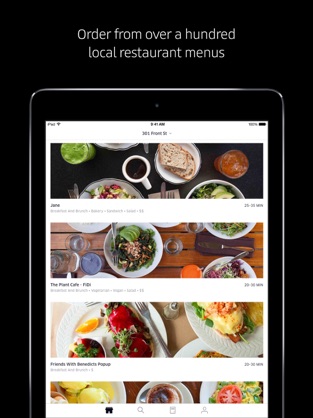 Order from over a hundred
local restaurant menus
iPad
9:41 AM
100%
301 Front St
Jane
25-35 MIN
Breakfast and Brunch • Bakery • Sandwich • Salad • $$
The Plant Cafe - FiDi
20-30 MIN
Breakfast and Brunch • Vegetarian • Vegan • Salad • $$
Friends With Benedicts Popup
20-30 MIN
Breakfast and Brunch • $